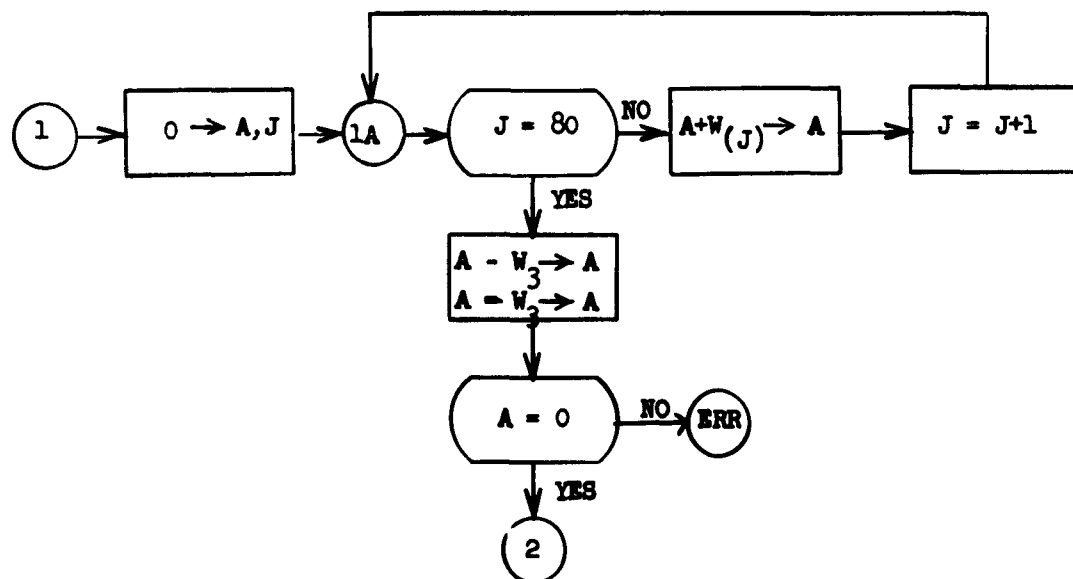 1
0 → A,J
1A
J = 80
NO
A+W(J) → A
J = J+1
YES
A - W3 → A
A - W3 → A
A = 0
NO
ERR
YES
2